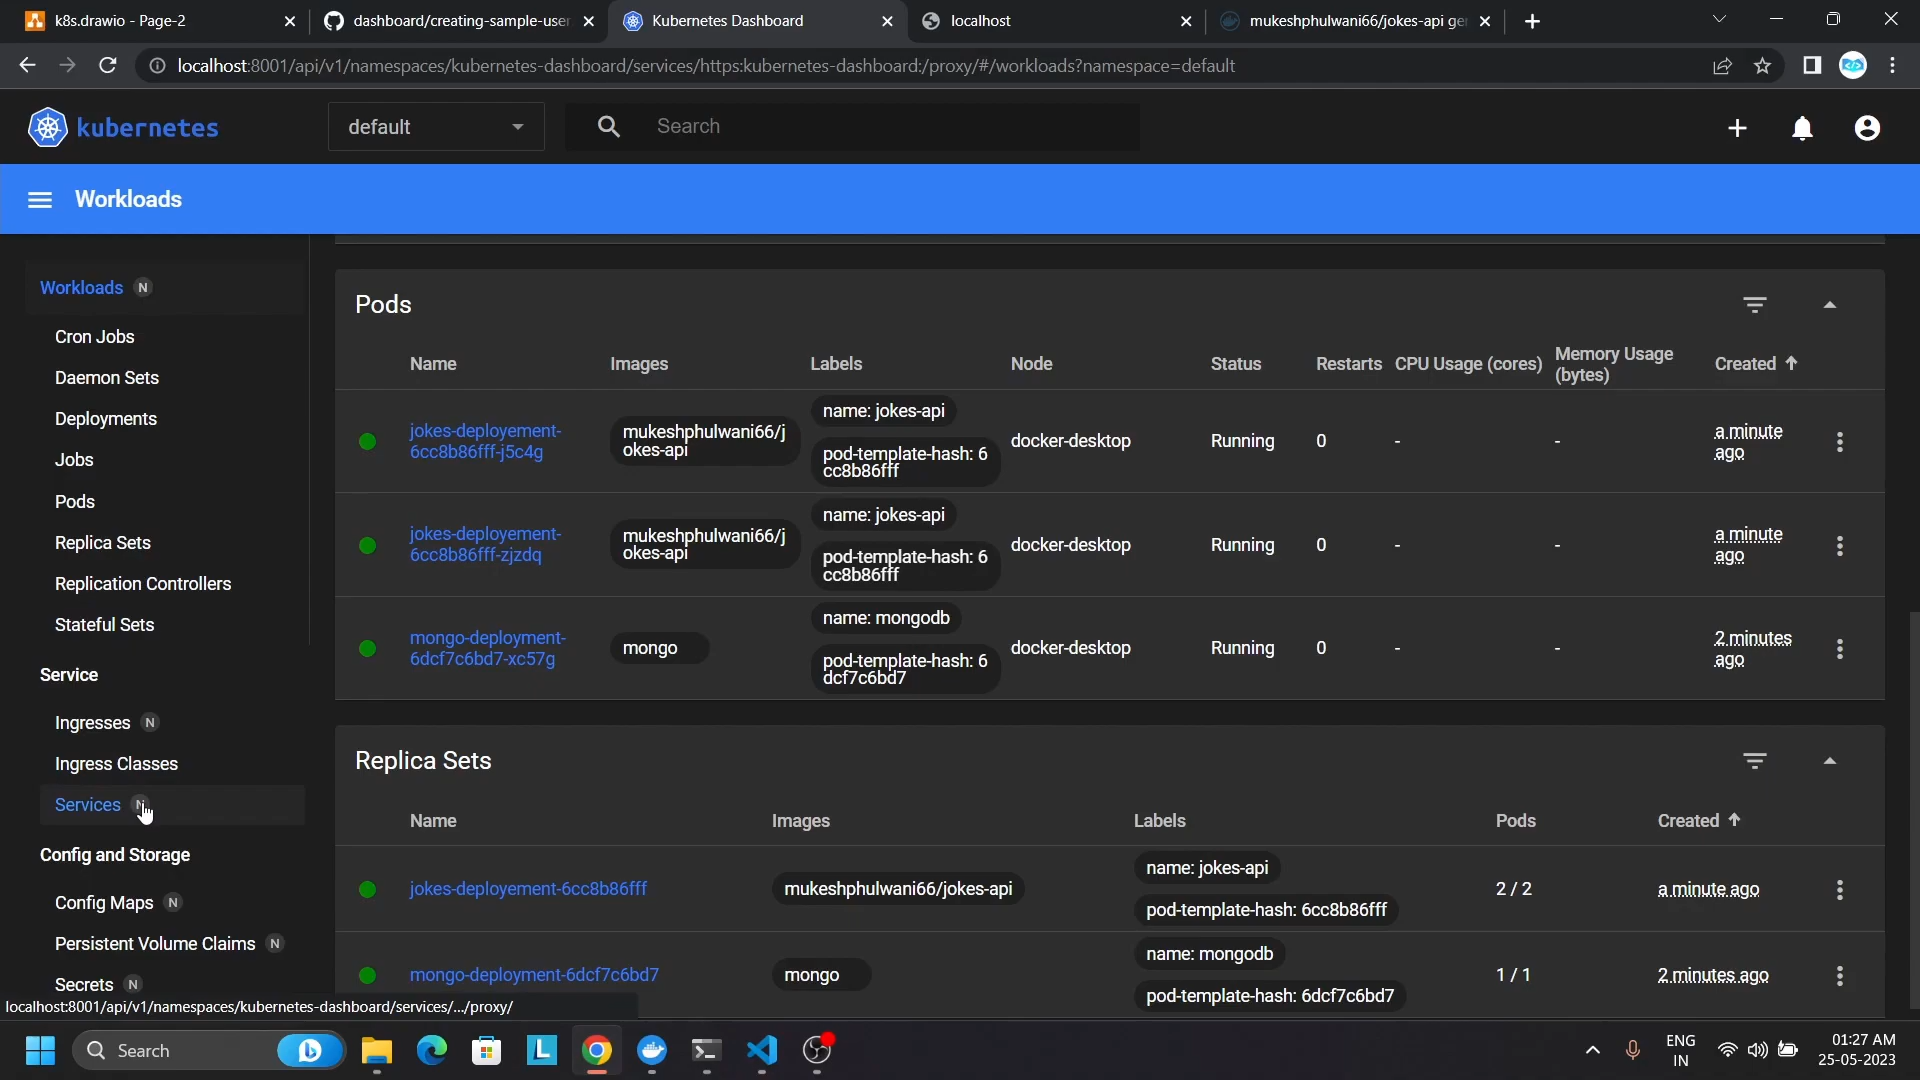 k8s.drawio - Page-2
dashboard/creating-sample-user
Kubernetes Dashboard
localhost
mukeshphulwani66/jokes-api gen
localhost:8001/api/v1/namespaces/kubernetes-dashboard/services/https:kubernetes-dashboard:/proxy/#/workloads?namespace=default
kubernetes
default
Search
Workloads
Workloads N
Cron Jobs
Daemon Sets
Deployments
Jobs
Pods
Replica Sets
Replication Controllers
Stateful Sets
Service
Ingresses N
Ingress Classes
Services N
Config and Storage
Config Maps N
Persistent Volume Claims N
Secrets N
localhost:8001/api/v1/namespaces/kubernetes-dashboard/services/.../proxy/
Pods
Name Images Labels Node Status Restarts CPU Usage (cores) Memory Usage
(bytes) Created
jokes-deployement-
6cc8b86fff-j5c4g
mukeshphulwani66/j
okes-api
name: jokes-api
pod-template-hash: 6
cc8b86fff
docker-desktop
Running
0
-
-
a minute
ago
jokes-deployement-
6cc8b86fff-zjzdq
mukeshphulwani66/j
okes-api
name: jokes-api
pod-template-hash: 6
cc8b86fff
docker-desktop
Running
0
-
-
a minute
ago
mongo-deployment-
6dcf7c6bd7-xc57g
mongo
name: mongodb
pod-template-hash: 6
dcf7c6bd7
docker-desktop
Running
0
-
-
2 minutes
ago
Replica Sets
Name Images Labels Pods Created
jokes-deployement-6cc8b86fff
mukeshphulwani66/jokes-api
name: jokes-api
pod-template-hash: 6cc8b86fff
2 / 2
a minute ago
mongo-deployment-6dcf7c6bd7
mongo
name: mongodb
pod-template-hash: 6dcf7c6bd7
1 / 1
2 minutes ago
Search
L
ENG
IN
01:27 AM
25-05-2023